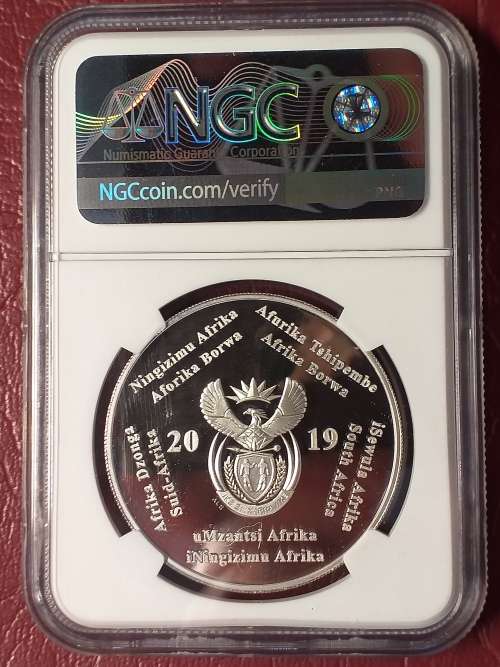 NGC
Numismatic Guaranty Corporation
NGCcoin.com/verify
Ningizimu Afrika
Aforika Borwa
Afurika Tshipembe
Afrika Borwa
Afrika Dzonga
Suid-Afrika
20 19
iSewula Afrika
South Africa
uMzantsi Afrika
iNingizimu Afrika